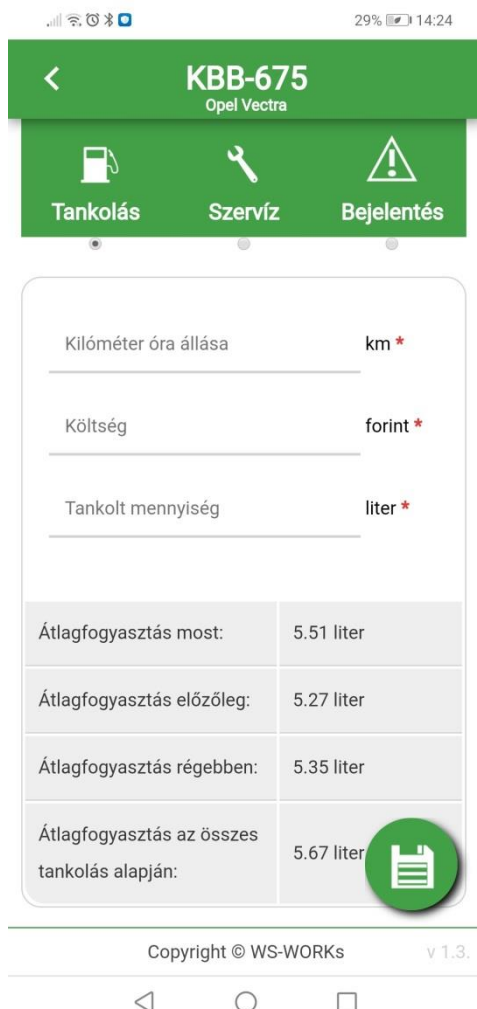 29% 14:24
KBB-675
Opel Vectra
Tankolás Szervíz Bejelentés
Kilóméter óra állása km *
Költség forint *
Tankolt mennyiség liter *
Átlagfogyasztás most: 5.51 liter
Átlagfogyasztás előzőleg: 5.27 liter
Átlagfogyasztás régebben: 5.35 liter
Átlagfogyasztás az összes
tankolás alapján: 5.67 liter
Copyright © WS-WORKs v 1.3.